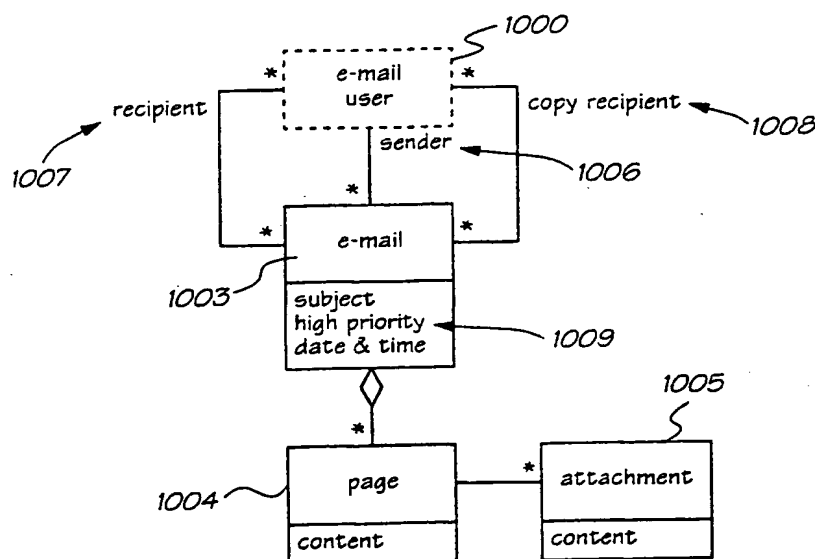 1000
* e-mail *
user
recipient
copy recipient
sender
1007
1006
1008
*
* e-mail *
1003
subject
high priority
date & time
1009
1005
*
page
* attachment
1004
content
content